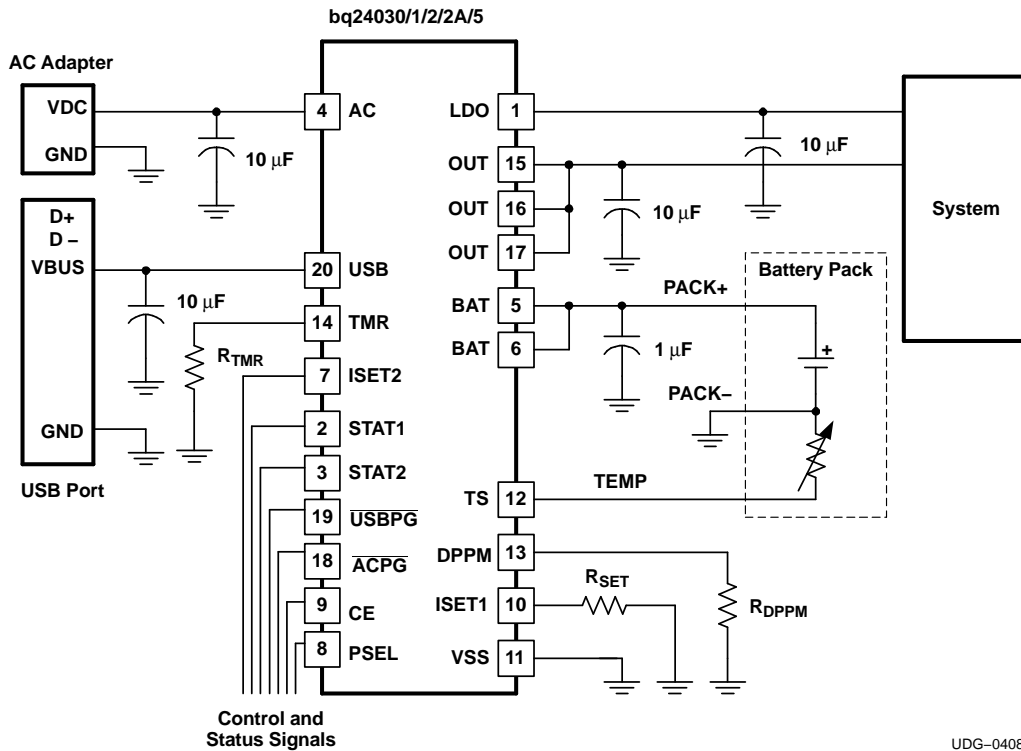 bq24030/1/2/2A/5
AC Adapter
VDC
GND
10 μF
4
AC
D+
D –
VBUS
GND
USB Port
10 μF
20
USB
14
TMR
RTMR
7
ISET2
2
STAT1
3
STAT2
19
USBPG
18
ACPG
9
CE
8
PSEL
Control and
Status Signals
LDO
1
10 μF
OUT
15
OUT
16
OUT
17
10 μF
System
BAT
5
BAT
6
PACK+
1 μF
Battery Pack
+
PACK–
TEMP
TS
12
DPPM
13
RSET
ISET1
10
RDPPM
VSS
11
UDG–0408